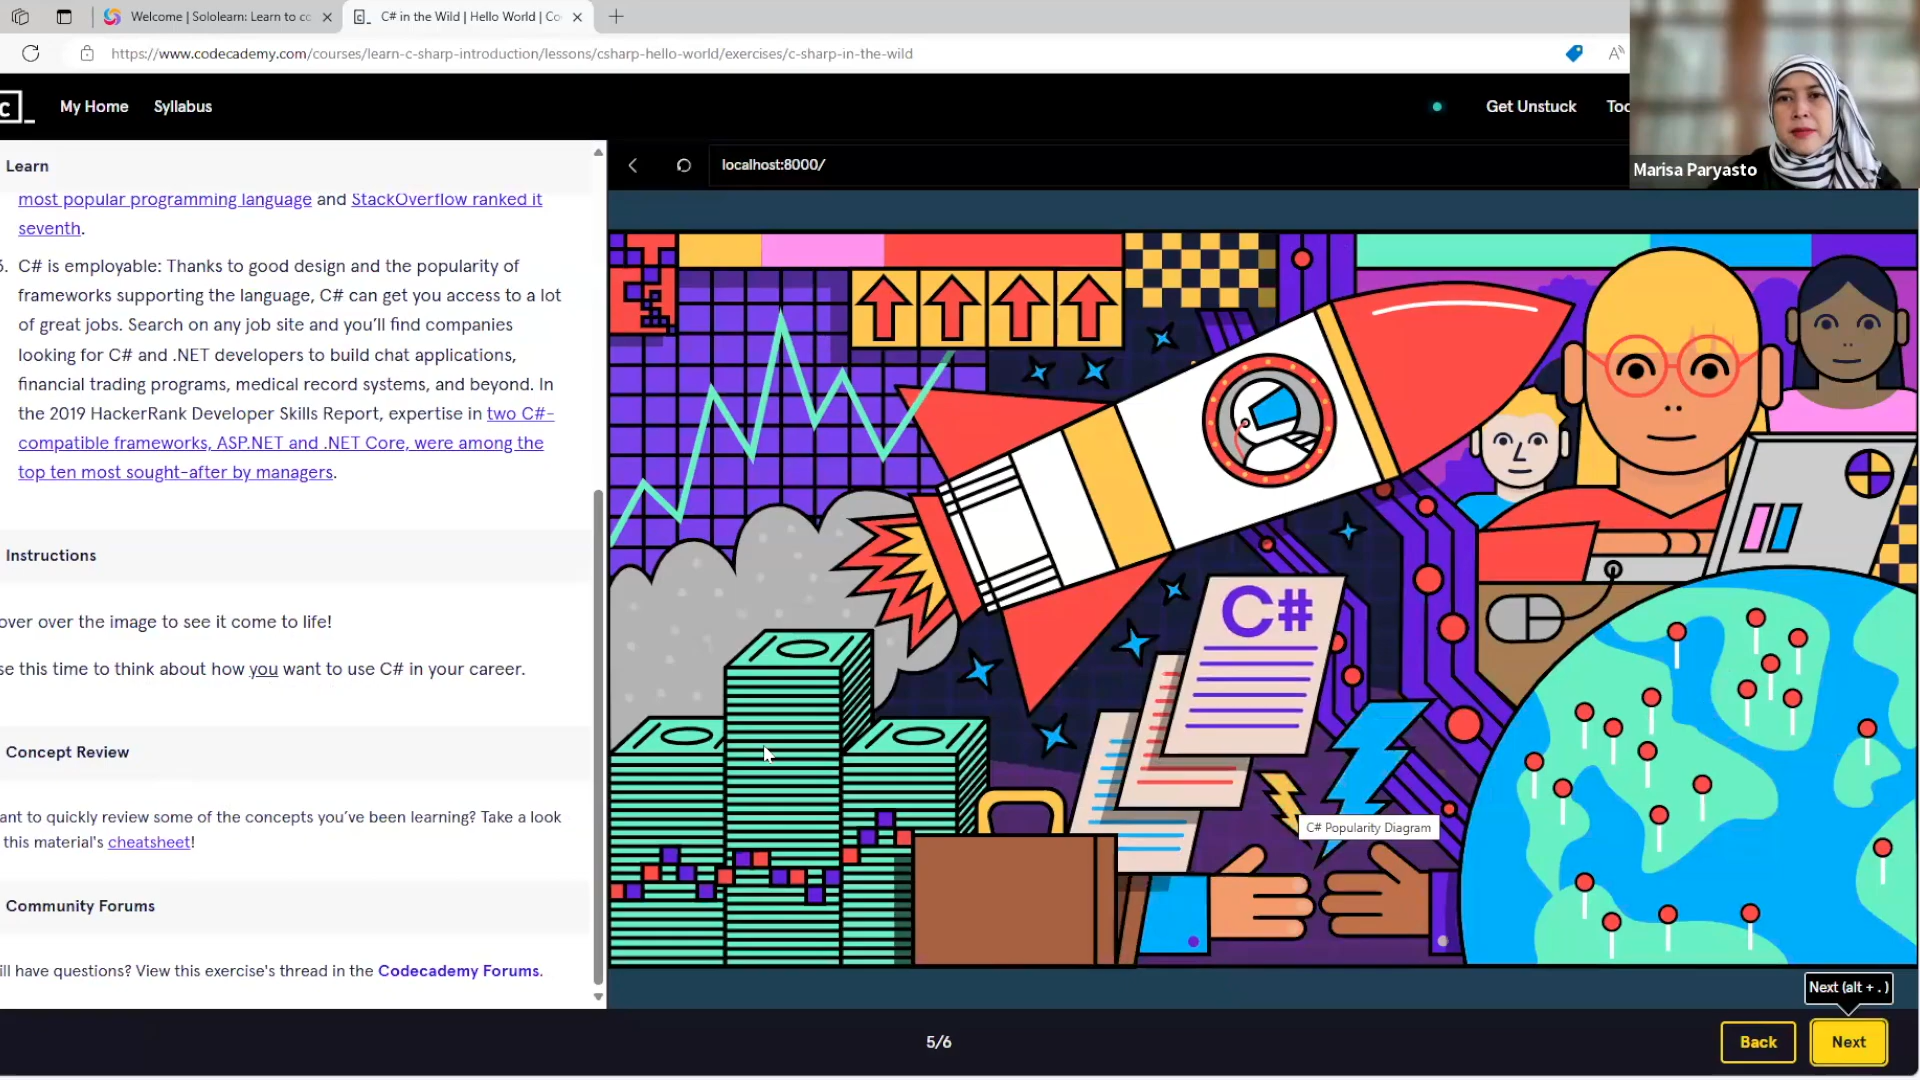 Welcome | Sololearn: Learn to co
C# in the Wild | Hello World | Co
https://www.codecademy.com/courses/learn-c-sharp-introduction/lessons/csharp-hello-world/exercises/c-sharp-in-the-wild
My Home
Syllabus
Get Unstuck
Too
Marisa Paryasto
Learn
localhost:8000/
most popular programming language and StackOverflow ranked it
seventh.
C# is employable: Thanks to good design and the popularity of
frameworks supporting the language, C# can get you access to a lot
of great jobs. Search on any job site and you'll find companies
looking for C# and .NET developers to build chat applications,
financial trading programs, medical record systems, and beyond. In
the 2019 HackerRank Developer Skills Report, expertise in two C#-
compatible frameworks, ASP.NET and .NET Core, were among the
top ten most sought-after by managers.
Instructions
over over the image to see it come to life!
se this time to think about how you want to use C# in your career.
Concept Review
ant to quickly review some of the concepts you've been learning? Take a look
this material's cheatsheet!
Community Forums
ill have questions? View this exercise's thread in the Codecademy Forums.
C#
C# Popularity Diagram
Next (alt + . )
5/6
Back
Next